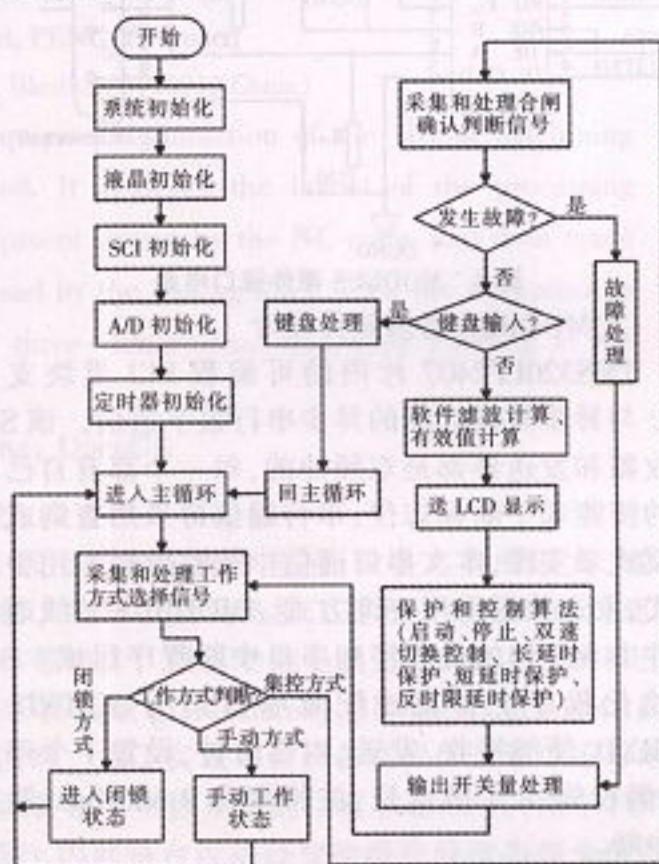 开始
系统初始化
液晶初始化
SCI 初始化
A/D 初始化
定时器初始化
进入主循环
采集和处理工作
方式选择信号
工作方式判断
闭锁方式
集控方式
手动方式
进入闭锁
状态
手动工作
状态
采集和处理合闸
确认判断信号
发生故障?
是
否
故障处理
键盘输入?
是
键盘处理
回主循环
否
软件滤波计算
有效值计算
送 LCD 显示
保护和控制算法
(启动、停止、双速
切换控制、长延时
保护、短延时保护、
反时限延时保护)
输出开关量处理